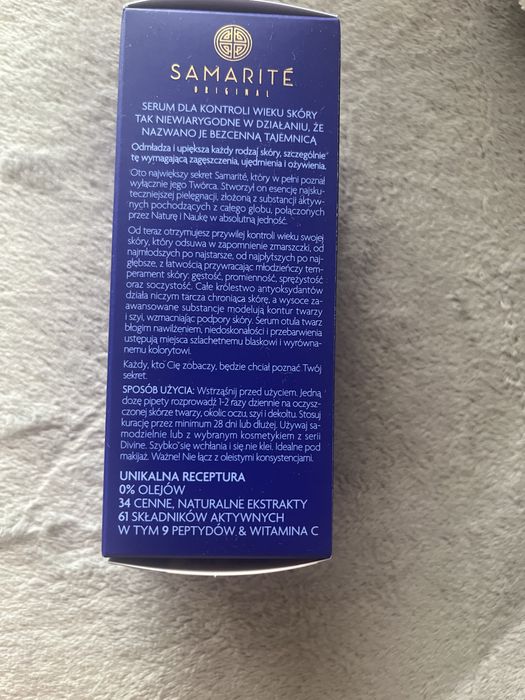 SAMARITÉ
ORIGINAL
SERUM DLA KONTROLI WIEKU SKÓRY
TAK NIEWIARYGODNE W DZIAŁANIU, ŻE
NAZWANO JE BEZCENNĄ TAJEMNICĄ
Odmładza i upiększa każdy rodzaj skóry, szczególnie
tę wymagającą zagęszczenia, ujędrnienia i ożywienia.
Oto największy sekret Samarité, który w pełni poznał
wyłącznie jego Twórca. Stworzył on esencję najsku-
teczniejszej pielęgnacji, złożoną z substancji aktyw-
nych pochodzących z całego globu, połączonych
przez Naturę i Naukę w absolutną jedność.
Od teraz otrzymujesz przywilej kontroli wieku swojej
skóry, który odsuwa w zapomnienie zmarszczki, od
najmłodszych po najstarsze, od najpłytszych po naj-
głębsze, z łatwością przywracając młodzieńczy tem-
perament skóry: gęstość, promienność, sprężystość
oraz soczystość. Całe królestwo antyoksydantów
działa niczym tarcza chroniąca skórę, a wysoce za-
awansowane substancje modelują kontur twarzy
i szyi, wzmacniając podpory skóry. Serum otula twarz
błogim nawilżeniem, niedoskonałości i przebarwienia
ustępują miejsca szlachetnemu blaskowi i wyrówna-
nemu kolorytowi.
Każdy, kto Cię zobaczy, będzie chciał poznać Twój
sekret.
SPOSÓB UŻYCIA: Wstrząśnij przed użyciem. Jedną
dozę pipety rozprowadź 1-2 razy dziennie na oczysz-
czonej skórze twarzy, okolic oczu, szyi i dekoltu. Stosuj
kurację przez minimum 28 dni lub dłużej. Używaj sa-
modzielnie lub z wybranym kosmetykiem z serii
Divine. Szybko się wchłania i się nie klei. Idealne pod
makijaż. Ważne! Nie łącz z oleistymi konsystencjami.
UNIKALNA RECEPTURA
0% OLEJÓW
34 CENNE, NATURALNE EKSTRAKTY
61 SKŁADNIKÓW AKTYWNYCH
W TYM 9 PEPTYDÓW & WITAMINA C